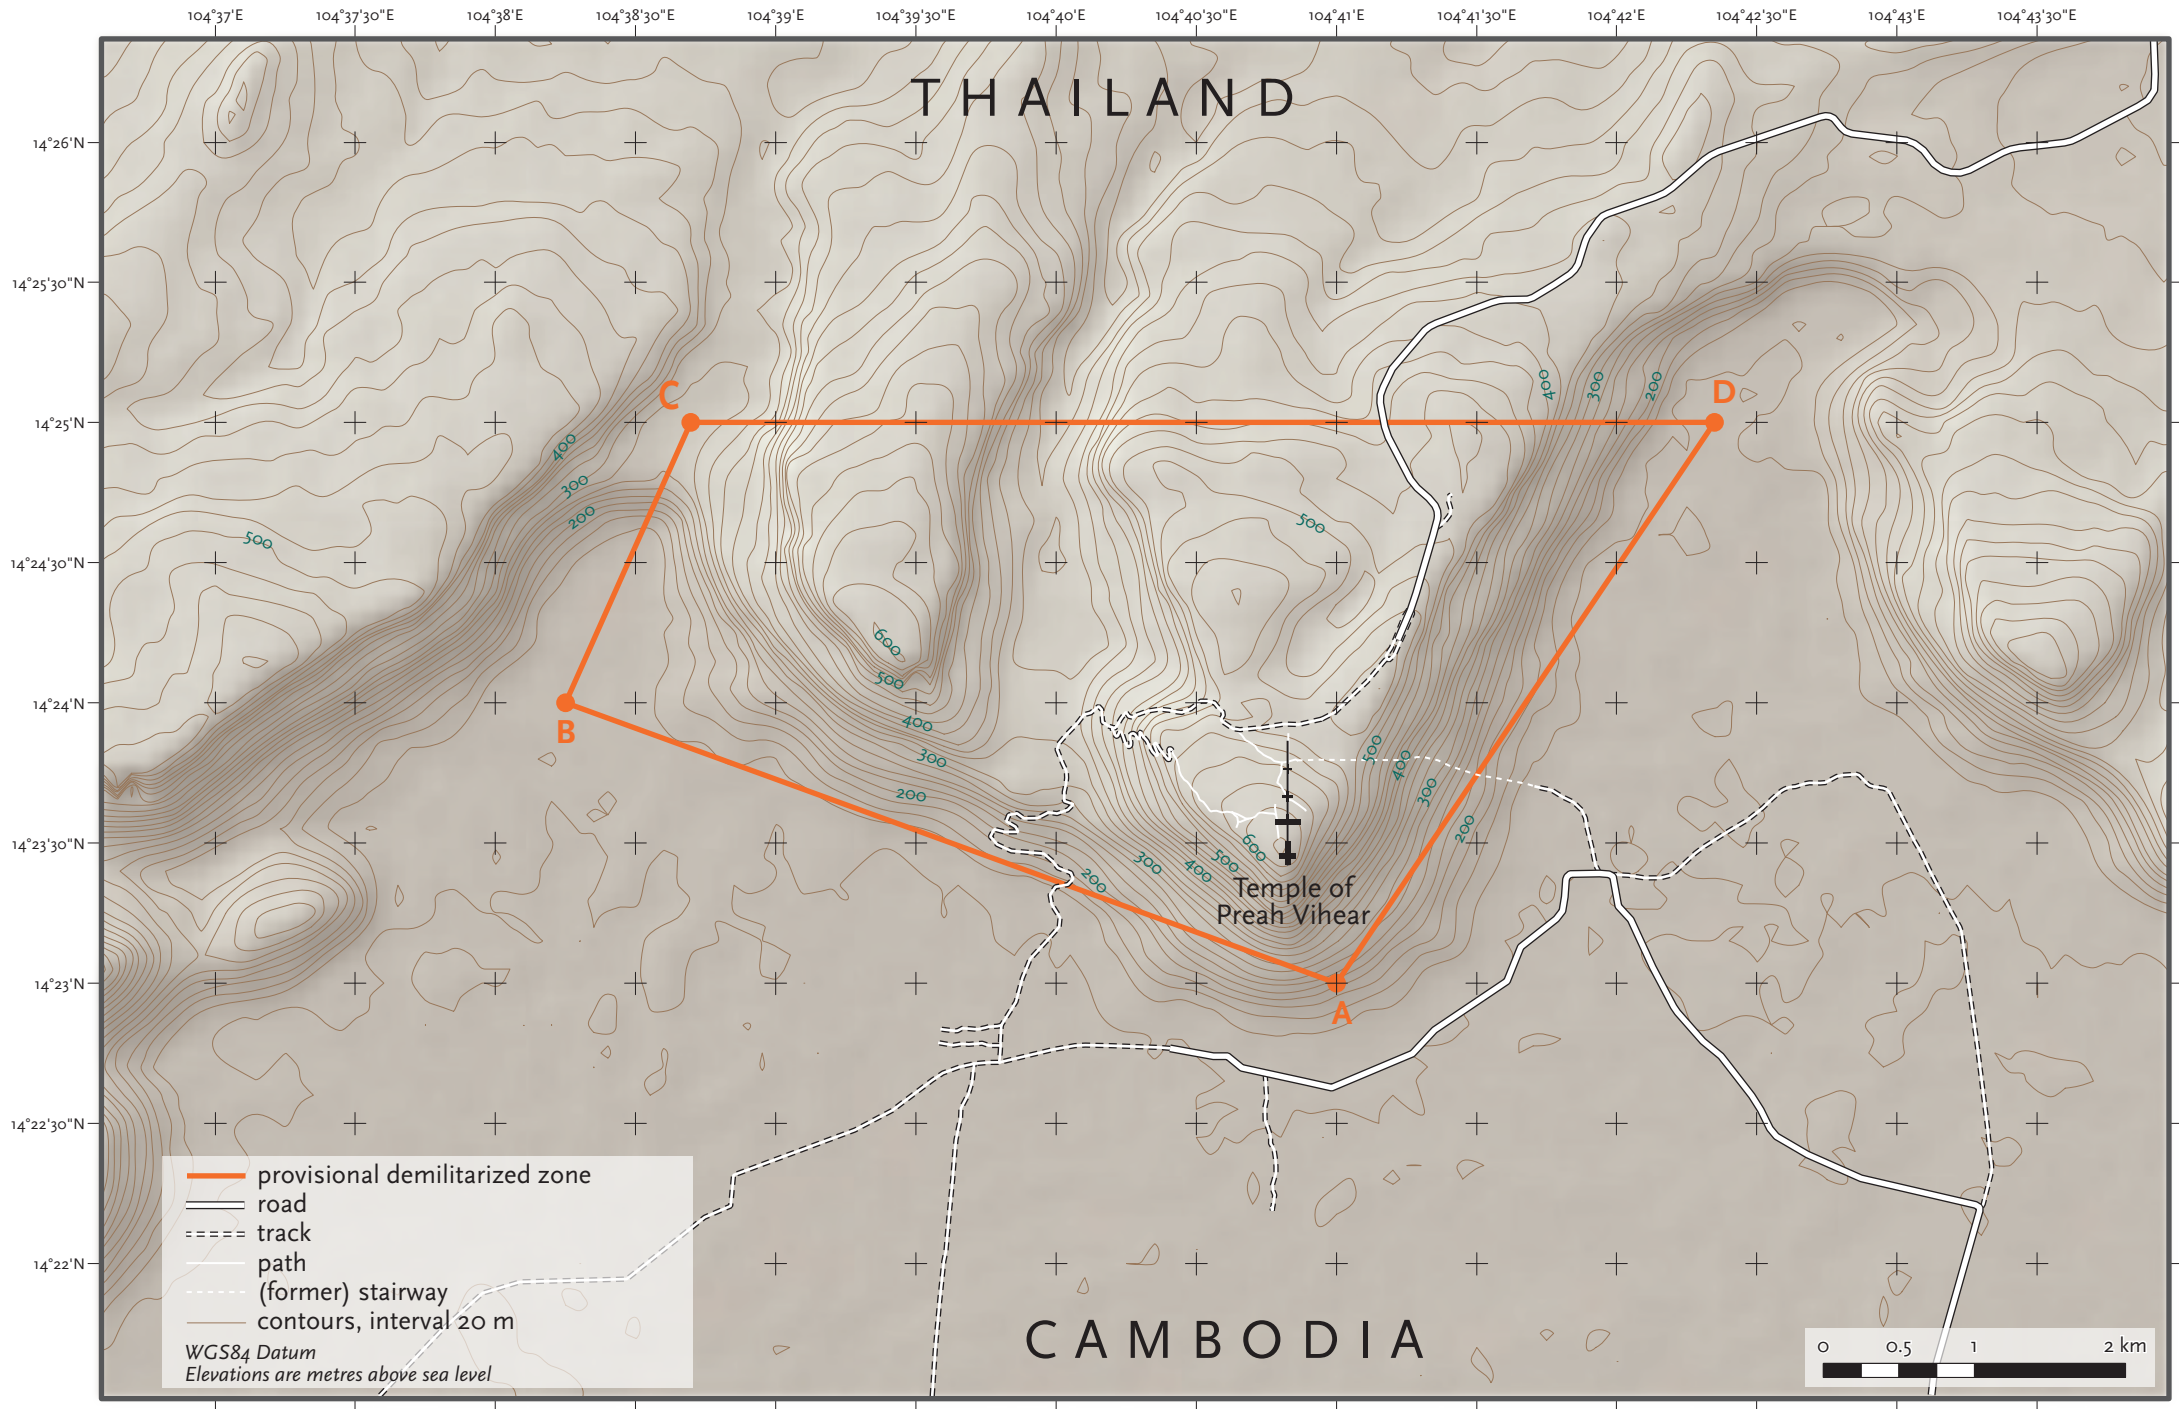 104°37'E
104°37'30"E
104°38'E
104°38'30"E
104°39'E
104°39'30"E
104°40'E
104°40'30"E
104°41'E
104°41'30"E
104°42'E
104°42'30"E
104°43'E
104°43'30"E
THAILAND
14°26'N
14°25'30"N
14°25'N
14°24'30"N
14°24'N
14°23'30"N
14°23'N
14°22'30"N
14°22'N
C
D
B
A
400
300
200
400
300
200
500
500
600
500
400
300
200
500
400
300
200
600
500
400
300
200
Temple of
Preah Vihear
provisional demilitarized zone
road
track
path
(former) stairway
contours, interval 20 m
WGS84 Datum
Elevations are metres above sea level
CAMBODIA
0 0.5 1 2 km